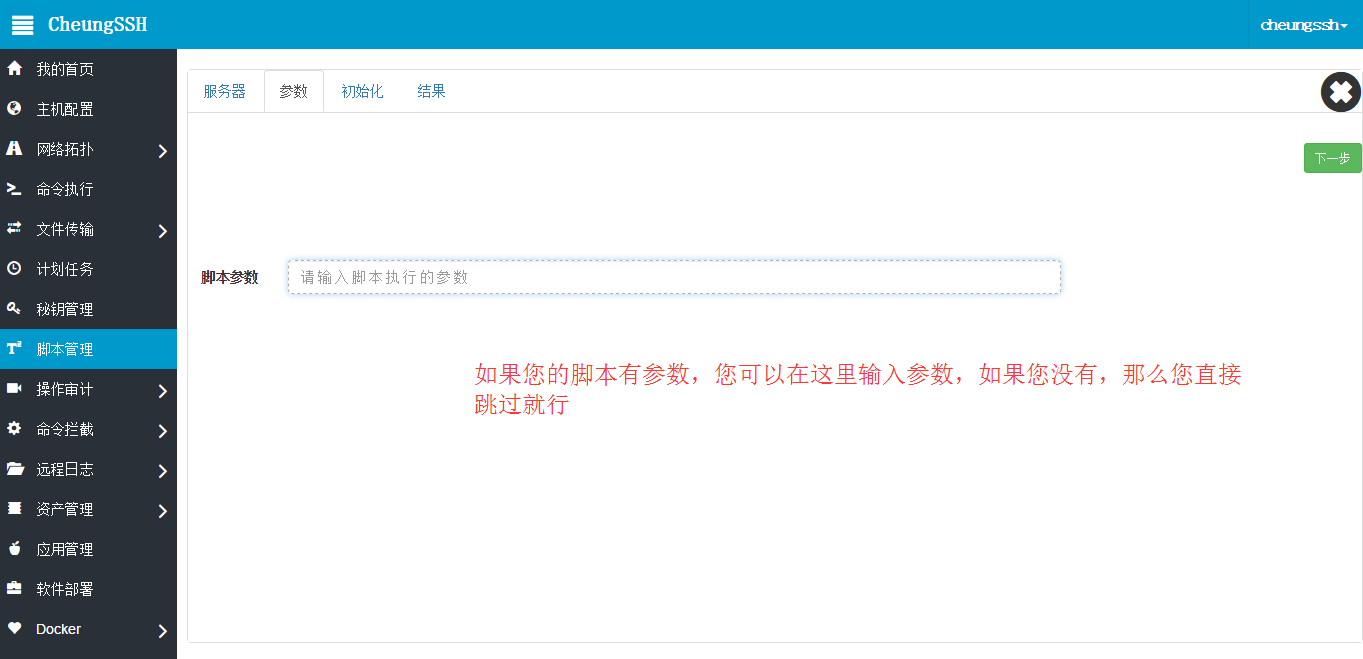 CheungSSH
cheungssh
我的首页
主机配置
网络拓扑
命令执行
文件传输
计划任务
秘钥管理
脚本管理
操作审计
命令拦截
远程日志
资产管理
应用管理
软件部署
Docker
服务器 参数 初始化 结果
下一步
脚本参数 请输入脚本执行的参数
如果您的脚本有参数，您可以在这里输入参数，如果您没有，那么您直接
跳过就行